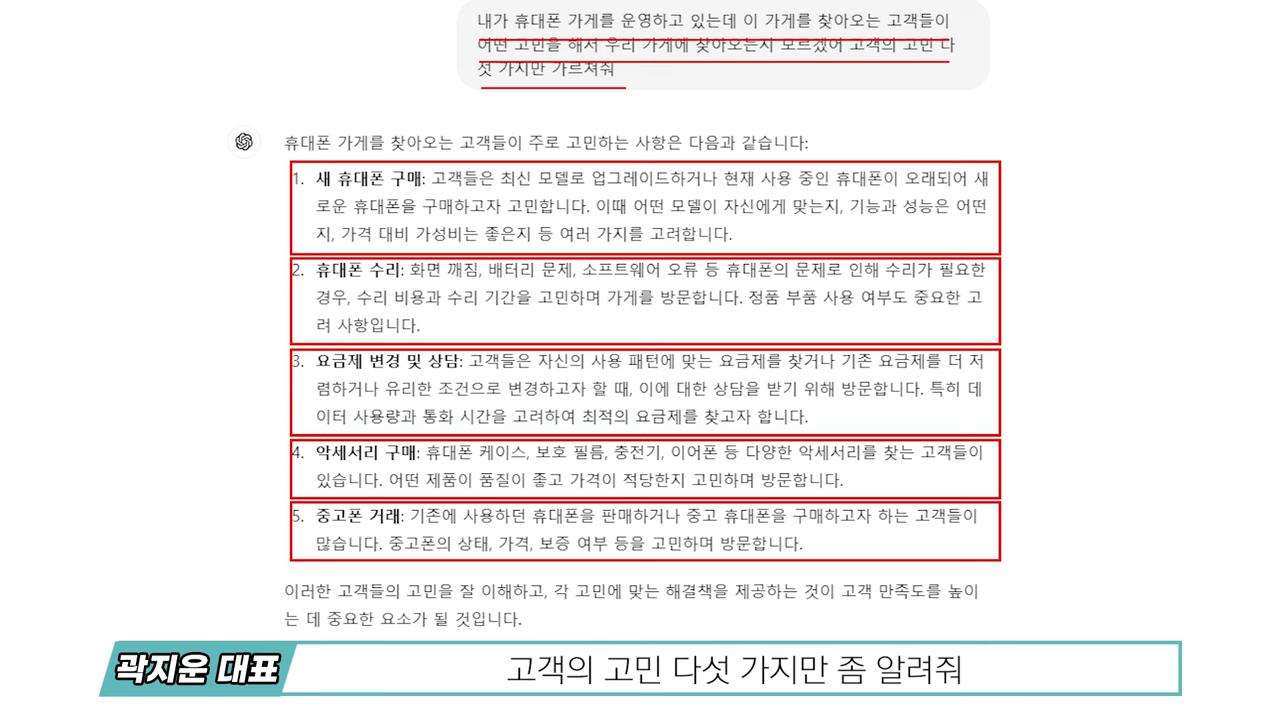 내가 휴대폰 가게를 운영하고 있는데 이 가게를 찾아오는 고객들이
어떤 고민을 해서 우리 가게에 찾아오는지 모르겠어 고객의 고민 다
섯 가지만 가르쳐줘
휴대폰 가게를 찾아오는 고객들이 주로 고민하는 사항은 다음과 같습니다:
1. 새 휴대폰 구매: 고객들은 최신 모델로 업그레이드하거나 현재 사용 중인 휴대폰이 오래되어 새
로운 휴대폰을 구매하고자 고민합니다. 이때 어떤 모델이 자신에게 맞는지, 기능과 성능은 어떤
지, 가격 대비 가성비는 좋은지 등 여러 가지를 고려합니다.
2. 휴대폰 수리: 화면 깨짐, 배터리 문제, 소프트웨어 오류 등 휴대폰의 문제로 인해 수리가 필요한
경우, 수리 비용과 수리 기간을 고민하며 가게를 방문합니다. 정품 부품 사용 여부도 중요한 고
려 사항입니다.
3. 요금제 변경 및 상담: 고객들은 자신의 사용 패턴에 맞는 요금제를 찾거나 기존 요금제를 더 저
렴하거나 유리한 조건으로 변경하고자 할 때, 이에 대한 상담을 받기 위해 방문합니다. 특히 데
이터 사용량과 통화 시간을 고려하여 최적의 요금제를 찾고자 합니다.
4. 악세서리 구매: 휴대폰 케이스, 보호 필름, 충전기, 이어폰 등 다양한 악세서리를 찾는 고객들이
있습니다. 어떤 제품이 품질이 좋고 가격이 적당한지 고민하며 방문합니다.
5. 중고폰 거래: 기존에 사용하던 휴대폰을 판매하거나 중고 휴대폰을 구매하고자 하는 고객들이
많습니다. 중고폰의 상태, 가격, 보증 여부 등을 고민하며 방문합니다.
이러한 고객들의 고민을 잘 이해하고, 각 고민에 맞는 해결책을 제공하는 것이 고객 만족도를 높이
는 데 중요한 요소가 될 것입니다.
곽지운 대표
고객의 고민 다섯 가지만 좀 알려줘